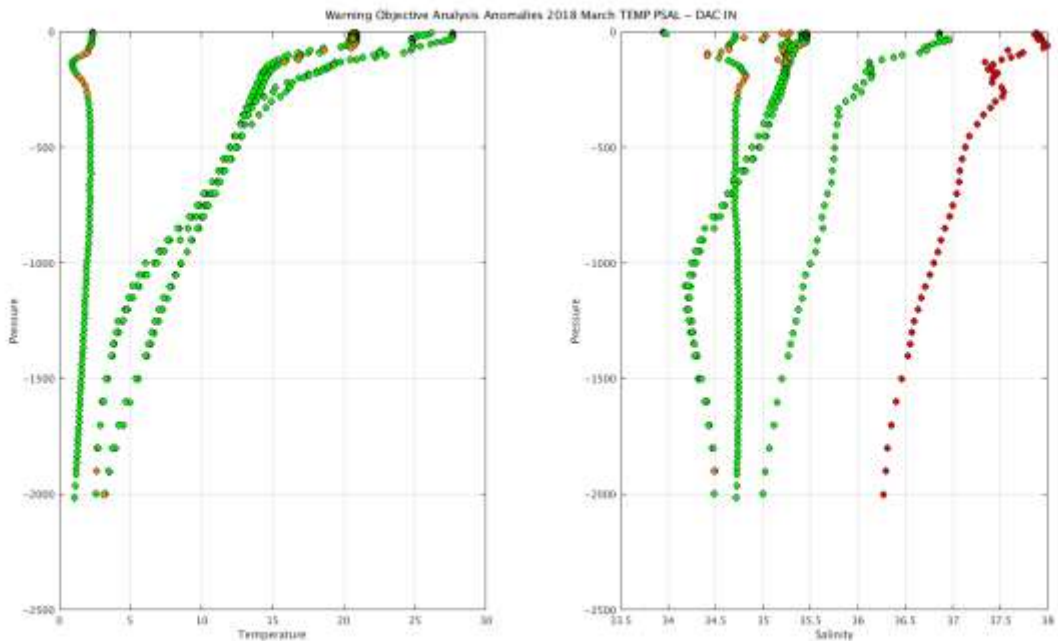 Warning Objective Analysis Anomalies 2018 March TEMP PSAL − DAC IN
0
−500
−1000
−1500
−2000
−2500
Pressure
0 5 10 15 20 25 30
Temperature
0
−500
−1000
−1500
−2000
−2500
Pressure
33.5 34 34.5 35 35.5 36 36.5 37 37.5 38
Salinity